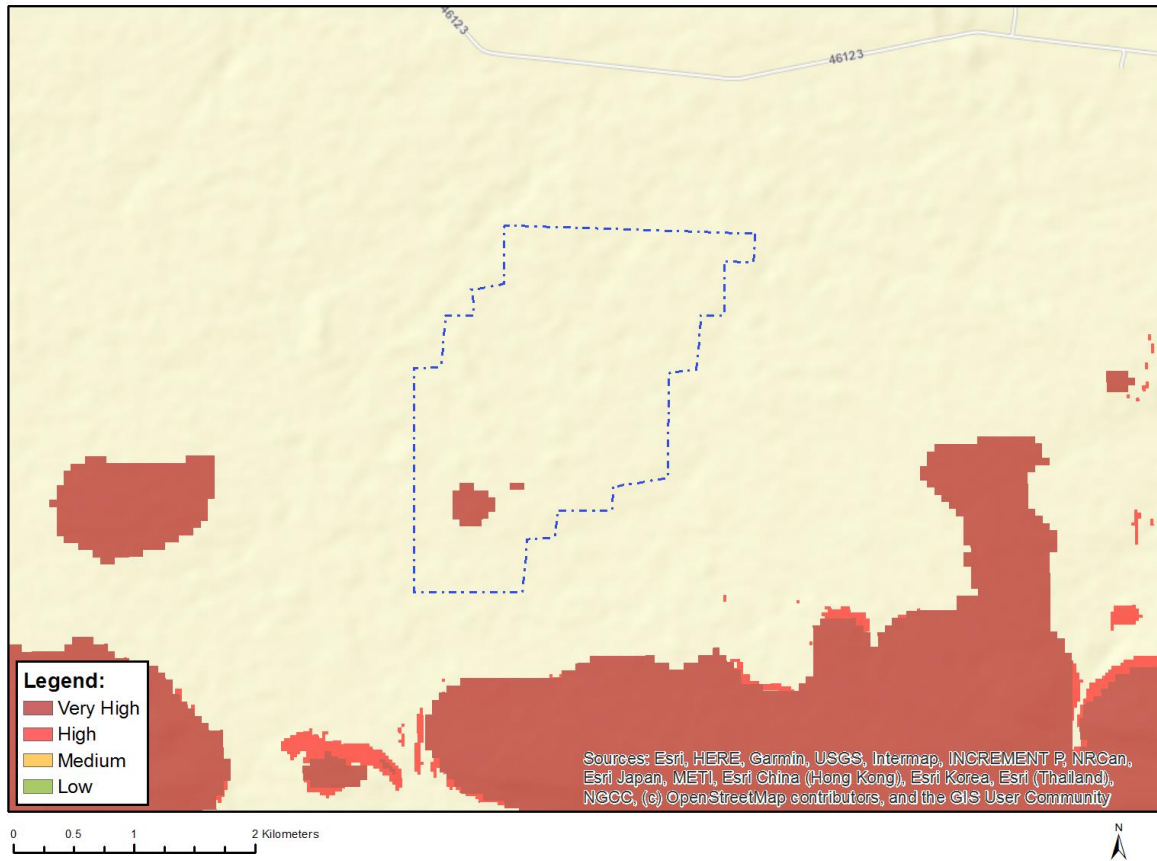 46123
46123
Legend:
Very High
High
Medium
Low
Sources: Esri, HERE, Garmin, USGS, Intermap, INCREMENT P, NRCan,
Esri Japan, METI, Esri China (Hong Kong), Esri Korea, Esri (Thailand),
NGCC, (c) OpenStreetMap contributors, and the GIS User Community
0 0.5 1 2 Kilometers
N